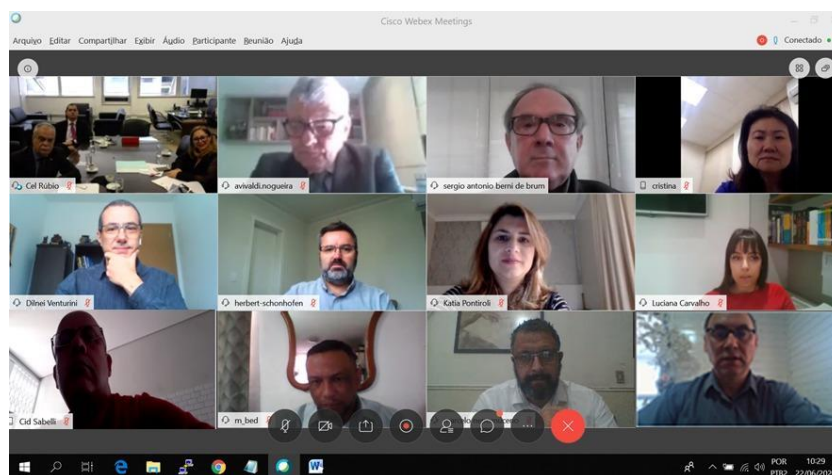 Cisco Webex Meetings
Arquivo Editar Compartilhar Exibir Áudio Participante Reunião Ajuda
Conectado
Cel Rúbio
avivaldi.nogueira
sergio antonio berni de brum
cristina
Dilnei Venturini
herbert-schonhofen
Katia Pontiroli
Luciana Carvalho
Cid Sabelli
m_bed
POR 10:29
PTB2 22/06/202